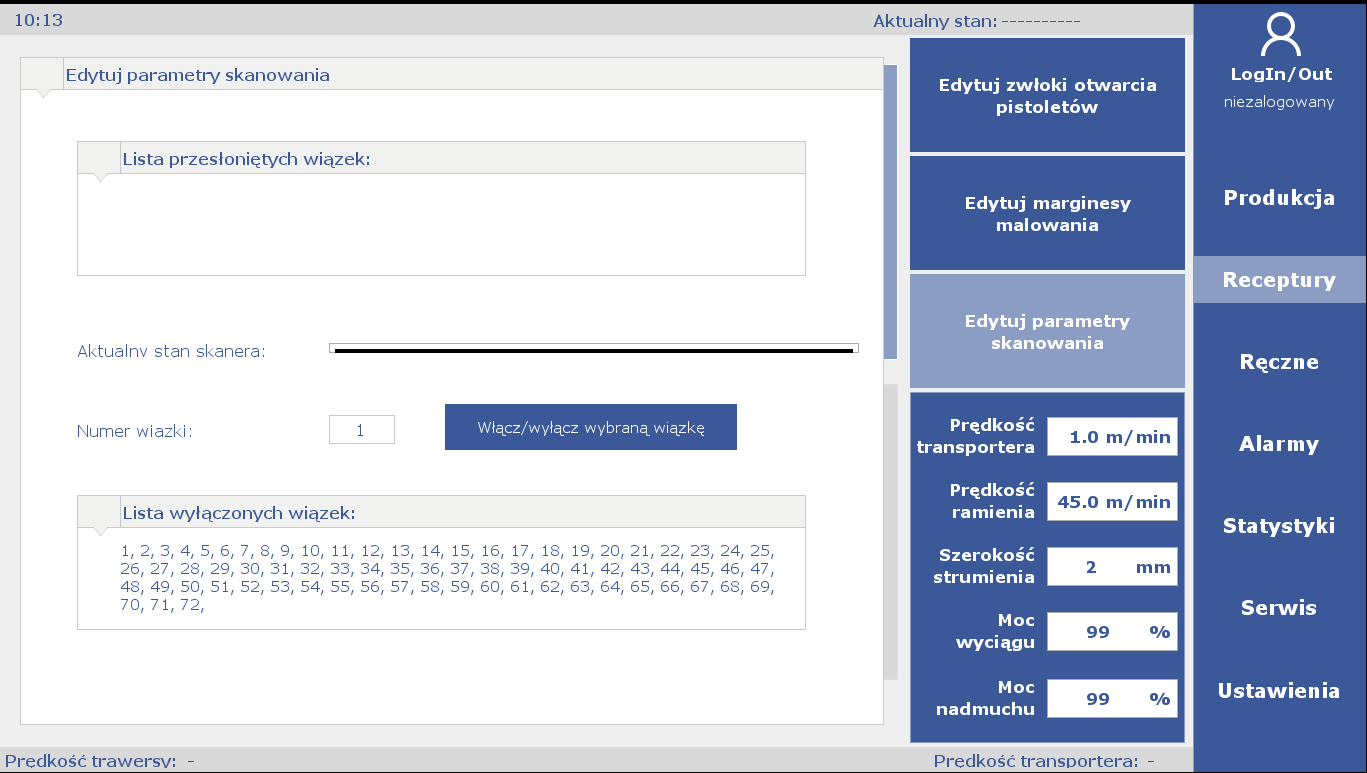 10:13
Aktualny stan: ----------
Edytuj parametry skanowania
Lista przesłoniętych wiązek:
Aktualny stan skanera:
Numer wiazki:
1
Włącz/wyłącz wybraną wiązkę
Lista wyłączonych wiązek:
1, 2, 3, 4, 5, 6, 7, 8, 9, 10, 11, 12, 13, 14, 15, 16, 17, 18, 19, 20, 21, 22, 23, 24, 25,
26, 27, 28, 29, 30, 31, 32, 33, 34, 35, 36, 37, 38, 39, 40, 41, 42, 43, 44, 45, 46, 47,
48, 49, 50, 51, 52, 53, 54, 55, 56, 57, 58, 59, 60, 61, 62, 63, 64, 65, 66, 67, 68, 69,
70, 71, 72,
Edytuj zwłoki otwarcia
pistoletów
Edytuj marginesy
malowania
Edytuj parametry
skanowania
Prędkość
transportera
1.0 m/min
Prędkość
ramienia
45.0 m/min
Szerokość
strumienia
2 mm
Moc
wyciągu
99 %
Moc
nadmuchu
99 %
LogIn/Out
niezalogowany
Produkcja
Receptury
Ręczne
Alarmy
Statystyki
Serwis
Ustawienia
Prędkość trawersy: -
Prędkość transportera: -